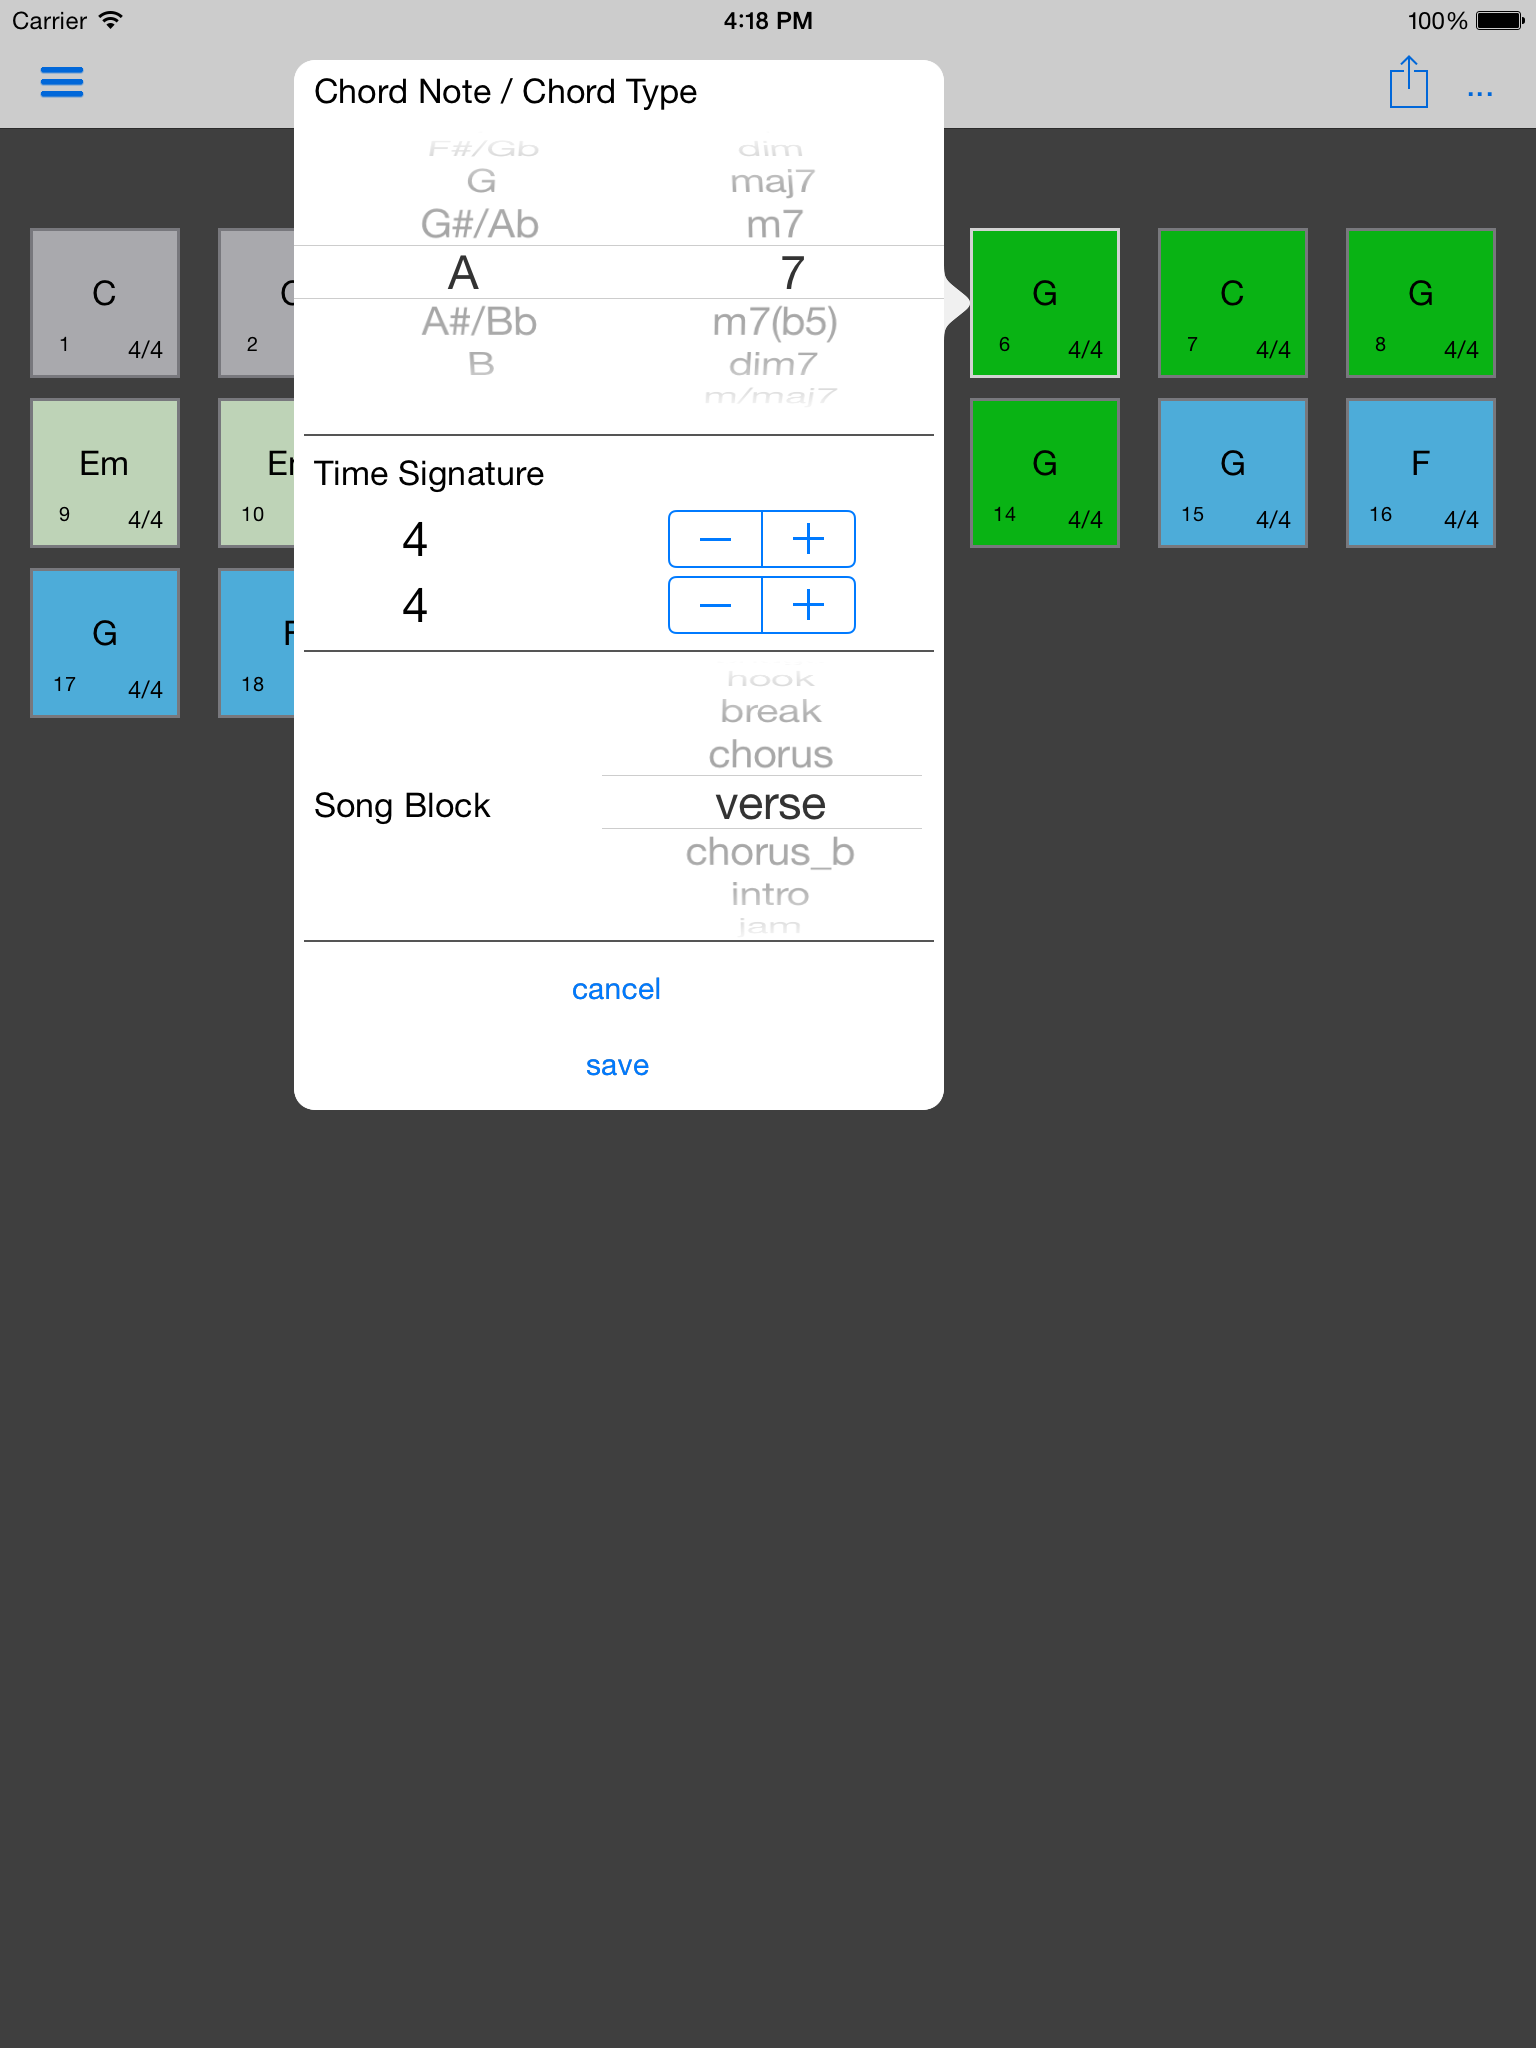 Carrier 4:18 PM 100%
...
Chord Note / Chord Type
F#/Gb dim
G maj7
G#/Ab m7
A 7
A#/Bb m7(b5)
B dim7
m/maj7
Time Signature
4
4
hook
break
chorus
Song Block verse
chorus_b
intro
jam
cancel
save
C
1 4/4
2
G
6 4/4
C
7 4/4
G
8 4/4
Em
9 4/4
10
G
14 4/4
G
15 4/4
F
16 4/4
G
17 4/4
18